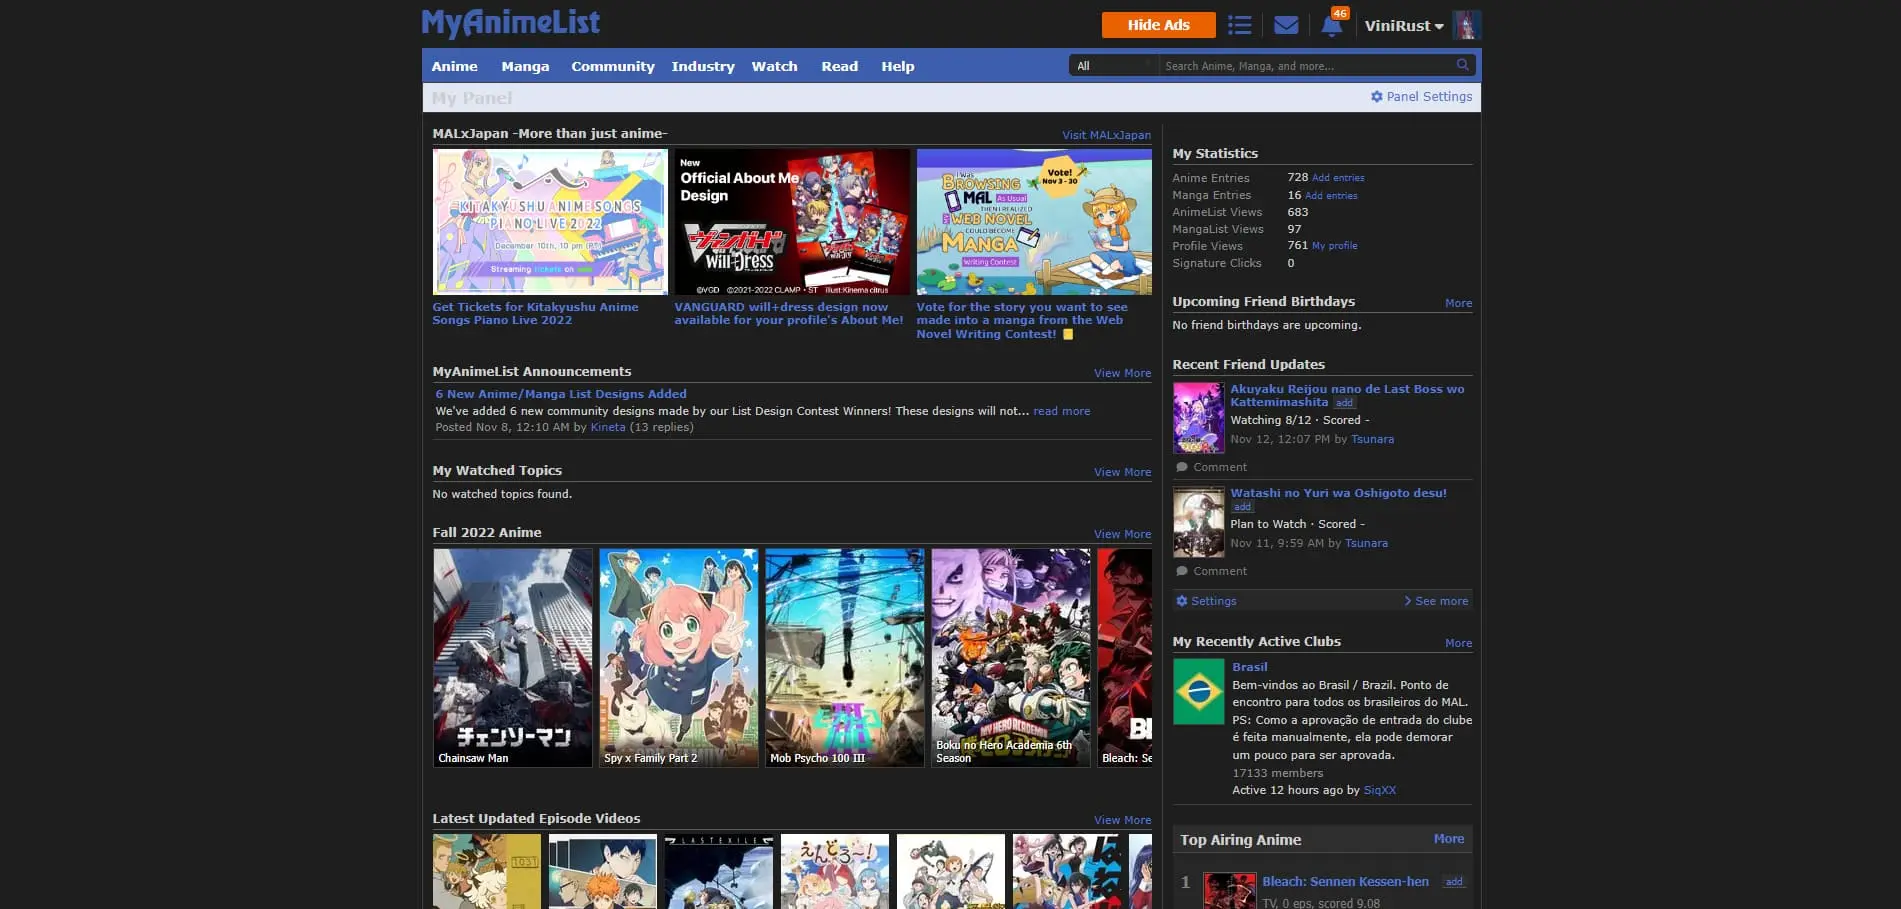 MyAnimeList
Hide Ads
46
ViniRust
Anime Manga Community Industry Watch Read Help
All
Search Anime, Manga, and more...
My Panel
Panel Settings
MALxJapan -More than just anime-
Visit MALxJapan
KITAKYUSHU ANIME SONGS
PIANO LIVE 2022
December 10th, 10 pm (PST)
Streaming tickets on
Get Tickets for Kitakyushu Anime
Songs Piano Live 2022
New
Official About Me
Design
ヴァンガード
will+Dress
©VGD ©2021-2022 CLAMP・ST illust:Kinema citrus
VANGUARD will+dress design now
available for your profile's About Me!
I was
BROWSING
MAL As Usual
THEN I REALIZED
WEB NOVEL
COULD BECOME
MANGA
Writing Contest
Vote!
Nov 3 - 30
Vote for the story you want to see
made into a manga from the Web
Novel Writing Contest!
MyAnimeList Announcements
View More
6 New Anime/Manga List Designs Added
We've added 6 new community designs made by our List Design Contest Winners! These designs will not... read more
Posted Nov 8, 12:10 AM by Kineta (13 replies)
My Watched Topics
View More
No watched topics found.
Fall 2022 Anime
View More
チェンソーマン
Chainsaw Man
Spy x Family Part 2
Mob Psycho 100 III
MY HERO ACADEMIA
Boku no Hero Academia 6th
Season
Bleach: Se
Latest Updated Episode Videos
View More
1031
LASTEXILE
えんどろ～!
My Statistics
Anime Entries 728 Add entries
Manga Entries 16 Add entries
AnimeList Views 683
MangaList Views 97
Profile Views 761 My profile
Signature Clicks 0
Upcoming Friend Birthdays
More
No friend birthdays are upcoming.
Recent Friend Updates
Akuyaku Reijou nano de Last Boss wo
Kattemimashita add
Watching 8/12 · Scored -
Nov 12, 12:07 PM by Tsunara
Comment
Watashi no Yuri wa Oshigoto desu!
add
Plan to Watch · Scored -
Nov 11, 9:59 AM by Tsunara
Comment
Settings
See more
My Recently Active Clubs
More
Brasil
Bem-vindos ao Brasil / Brazil. Ponto de
encontro para todos os brasileiros do MAL.
PS: Como a aprovação de entrada do clube
é feita manualmente, ela pode demorar
um pouco para ser aprovada.
17133 members
Active 12 hours ago by SiqXX
Top Airing Anime
More
1
Bleach: Sennen Kessen-hen add
TV, 0 eps, scored 9.08